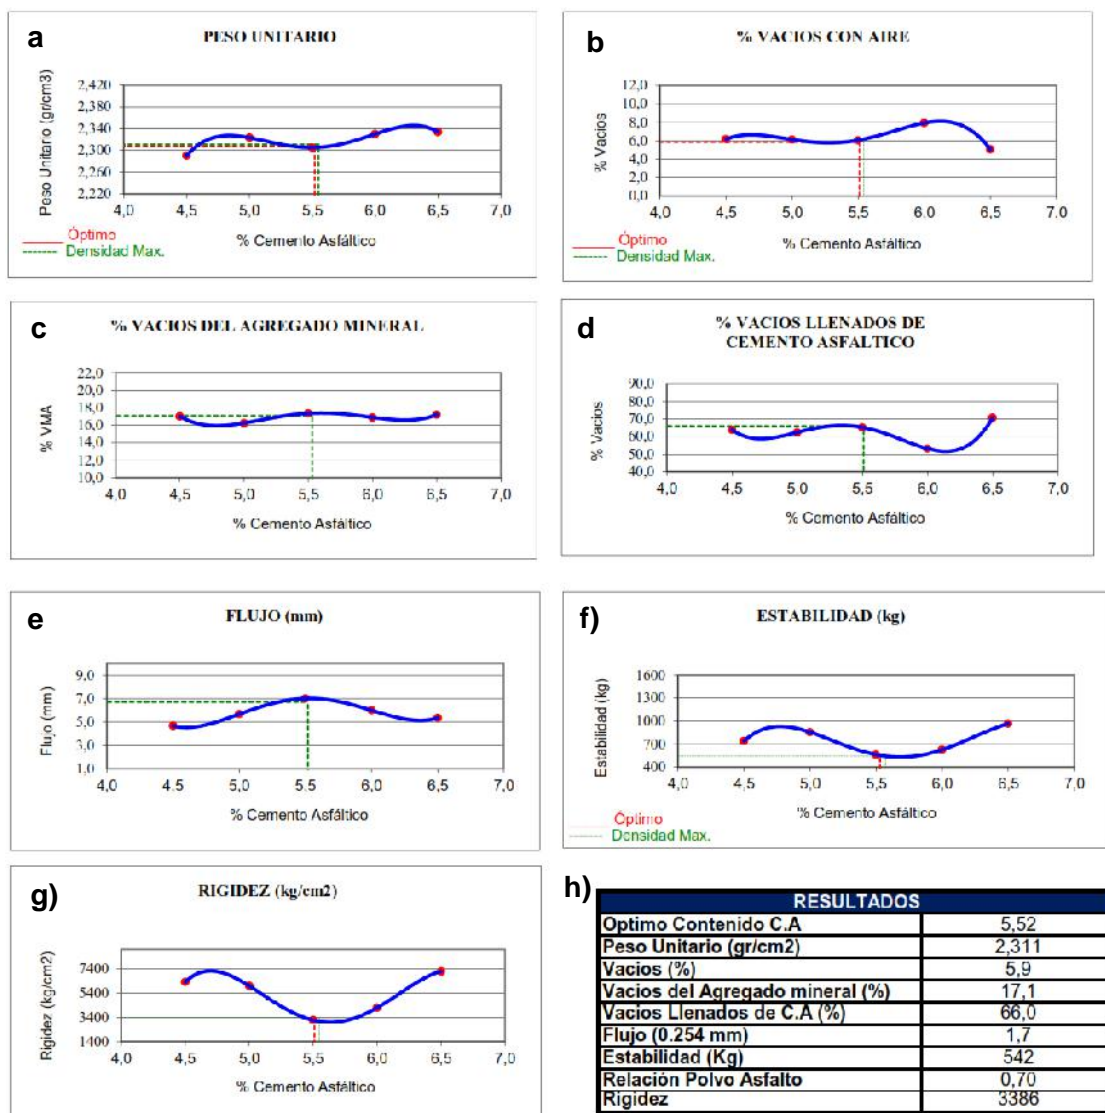 a
PESO UNITARIO
Peso Unitario (gr/cm3)
2,420
2,380
2,340
2,300
2,260
2,220
4,0 4,5 5,0 5,5 6,0 6,5 7,0
% Cemento Asfáltico
Óptimo
Densidad Max.
b
% VACIOS CON AIRE
% Vacios
12,0
10,0
8,0
6,0
4,0
2,0
0,0
4,0 4,5 5,0 5,5 6,0 6,5 7,0
% Cemento Asfáltico
Óptimo
Densidad Max.
c
% VACIOS DEL AGREGADO MINERAL
% VMA
22,0
20,0
18,0
16,0
14,0
12,0
10,0
4,0 4,5 5,0 5,5 6,0 6,5 7,0
% Cemento Asfáltico
d
% VACIOS LLENADOS DE
CEMENTO ASFALTICO
% Vacios
90,0
80,0
70,0
60,0
50,0
40,0
4,0 4,5 5,0 5,5 6,0 6,5 7,0
% Cemento Asfáltico
e
FLUJO (mm)
Flujo (mm)
9,0
7,0
5,0
3,0
1,0
4,0 4,5 5,0 5,5 6,0 6,5 7,0
% Cemento Asfáltico
f)
ESTABILIDAD (kg)
Estabilidad (kg)
1600
1300
1000
700
400
4,0 4,5 5,0 5,5 6,0 6,5 7,0
% Cemento Asfáltico
Óptimo
Densidad Max.
g)
RIGIDEZ (kg/cm2)
Rigidez (kg/cm2)
7400
5400
3400
1400
4,0 4,5 5,0 5,5 6,0 6,5 7,0
% Cemento Asfáltico
h)
RESULTADOS
Optimo Contenido C.A 5,52
Peso Unitario (gr/cm2) 2,311
Vacios (%) 5,9
Vacios del Agregado mineral (%) 17,1
Vacios Llenados de C.A (%) 66,0
Flujo (0.254 mm) 1,7
Estabilidad (Kg) 542
Relación Polvo Asfalto 0,70
Rigidez 3386